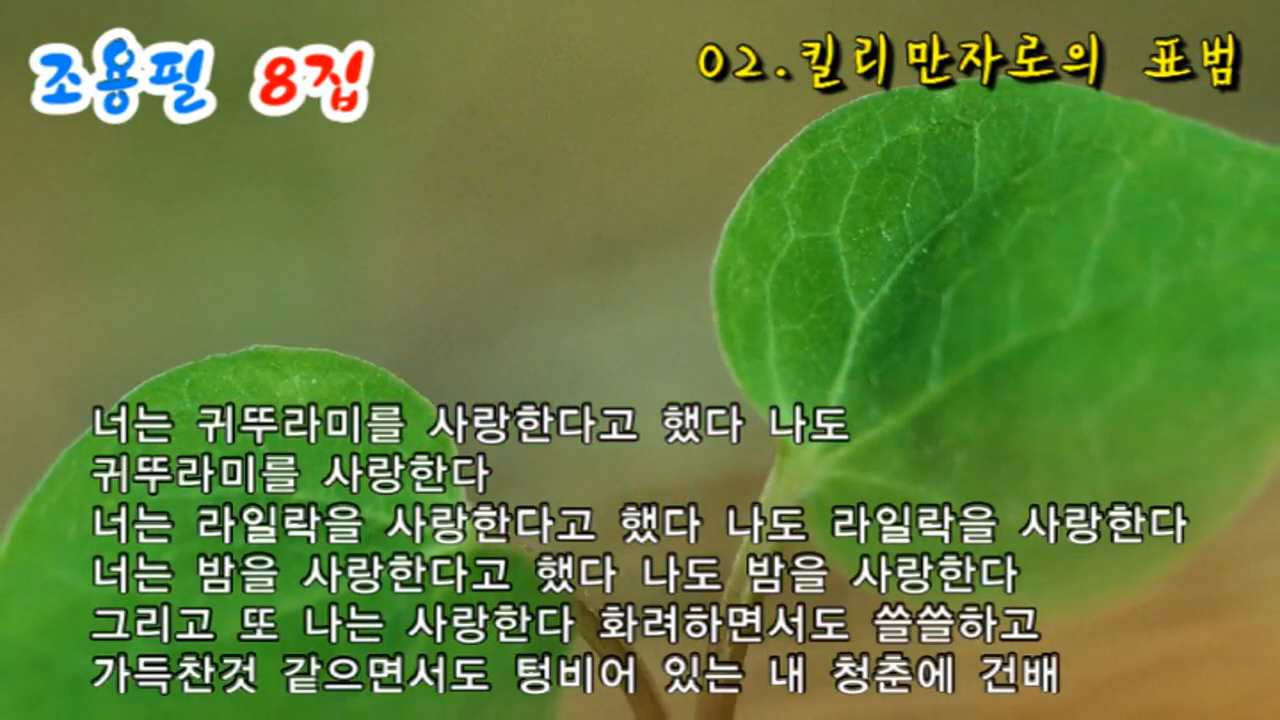 조용필 8집
02.킬리만자로의 표범
너는 귀뚜라미를 사랑한다고 했다 나도
귀뚜라미를 사랑한다
너는 라일락을 사랑한다고 했다 나도 라일락을 사랑한다
너는 밤을 사랑한다고 했다 나도 밤을 사랑한다
그리고 또 나는 사랑한다 화려하면서도 쓸쓸하고
가득찬것 같으면서도 텅비어 있는 내 청춘에 건배